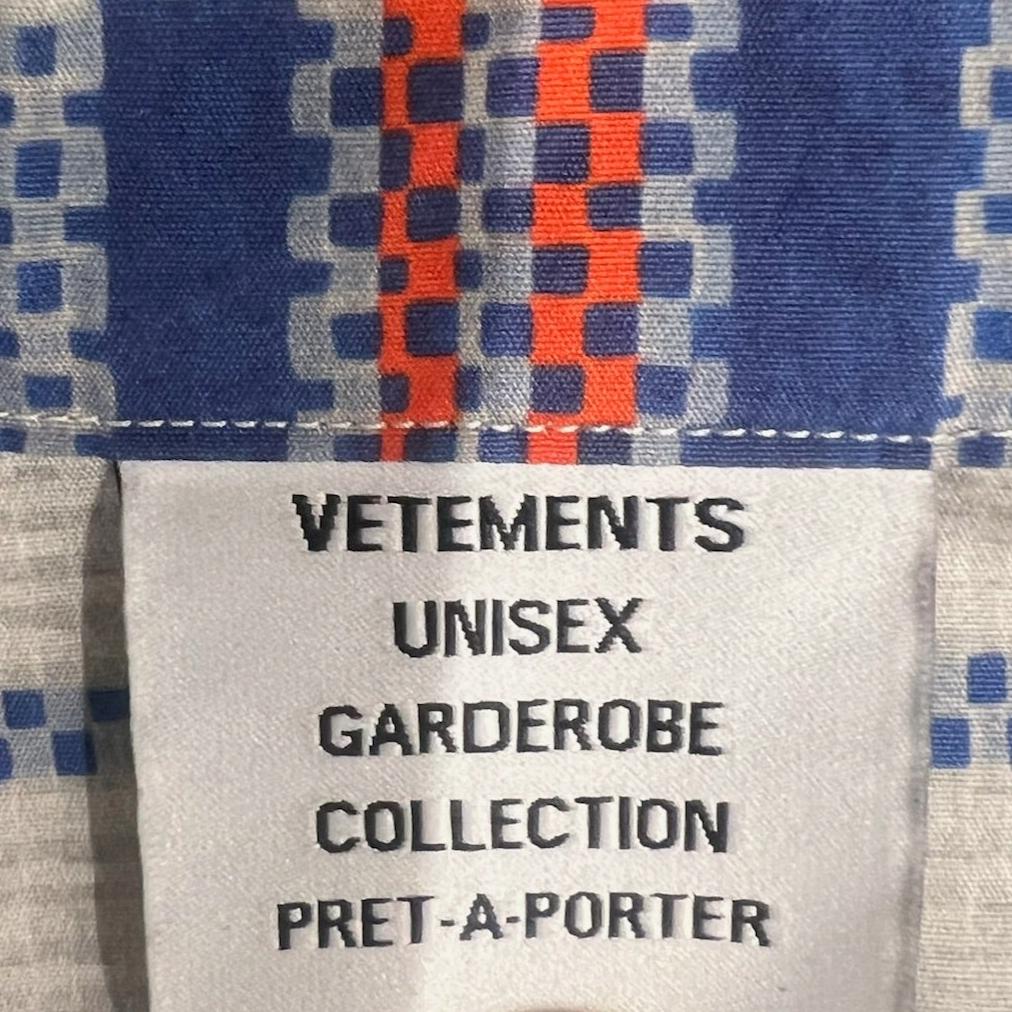 VETEMENTS
UNISEX
GARDEROBE
COLLECTION
PRET-A-PORTER